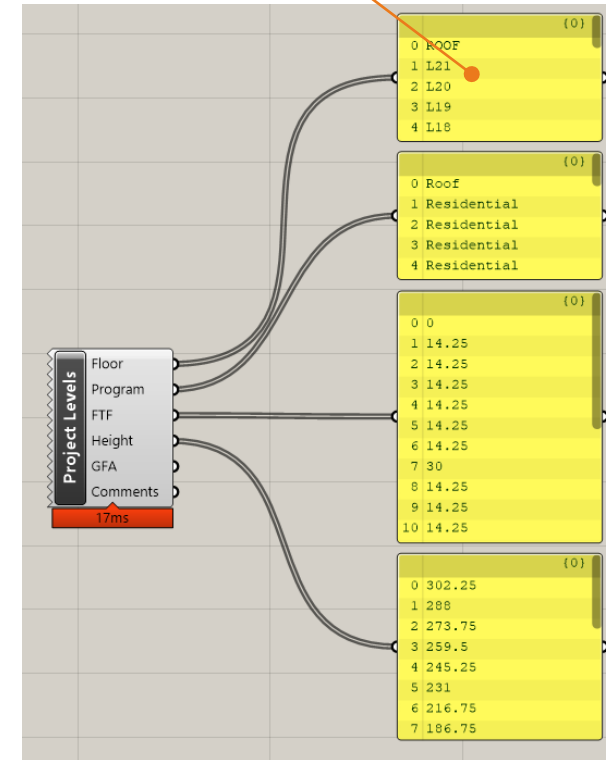 {0}
0 ROOF
1 L21
2 L20
3 L19
4 L18
{0}
0 Roof
1 Residential
2 Residential
3 Residential
4 Residential
{0}
0 0
1 14.25
2 14.25
3 14.25
4 14.25
5 14.25
6 14.25
7 30
8 14.25
9 14.25
10 14.25
Project Levels
Floor
Program
FTF
Height
GFA
Comments
17ms
{0}
0 302.25
1 288
2 273.75
3 259.5
4 245.25
5 231
6 216.75
7 186.75